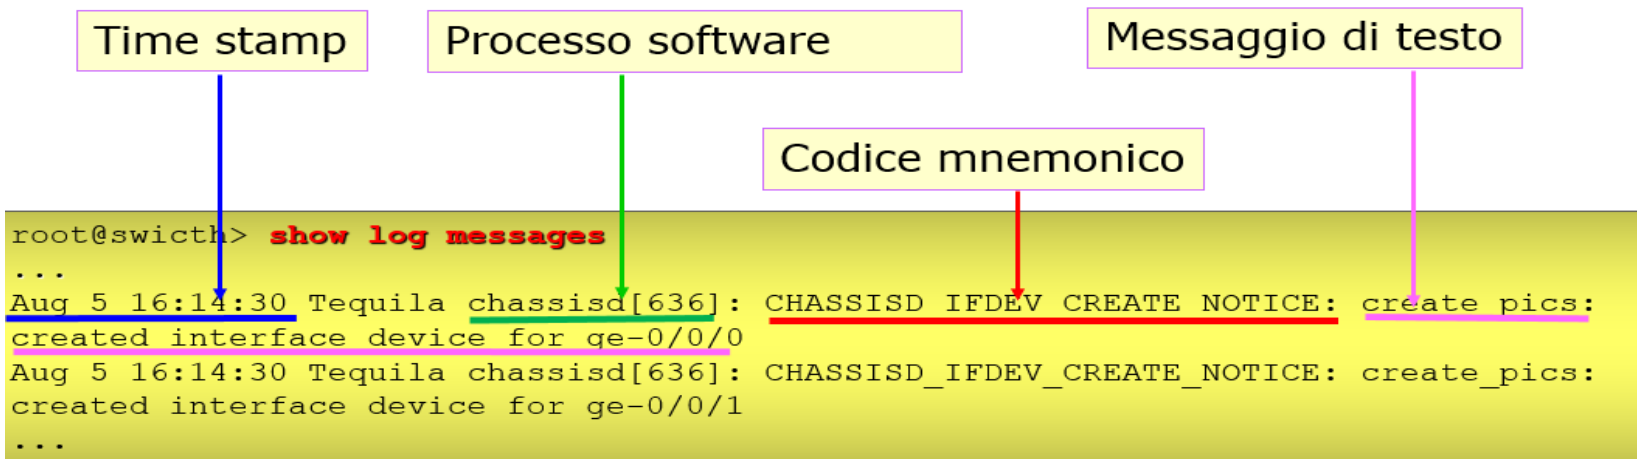 Time stamp
Processo software
Messaggio di testo
Codice mnemonico
root@swicth> show log messages
...
Aug 5 16:14:30 Tequila chassisd[636]: CHASSISD_IFDEV_CREATE_NOTICE: create_pics:
created interface device for ge-0/0/0
Aug 5 16:14:30 Tequila chassisd[636]: CHASSISD_IFDEV_CREATE_NOTICE: create_pics:
created interface device for ge-0/0/1
...